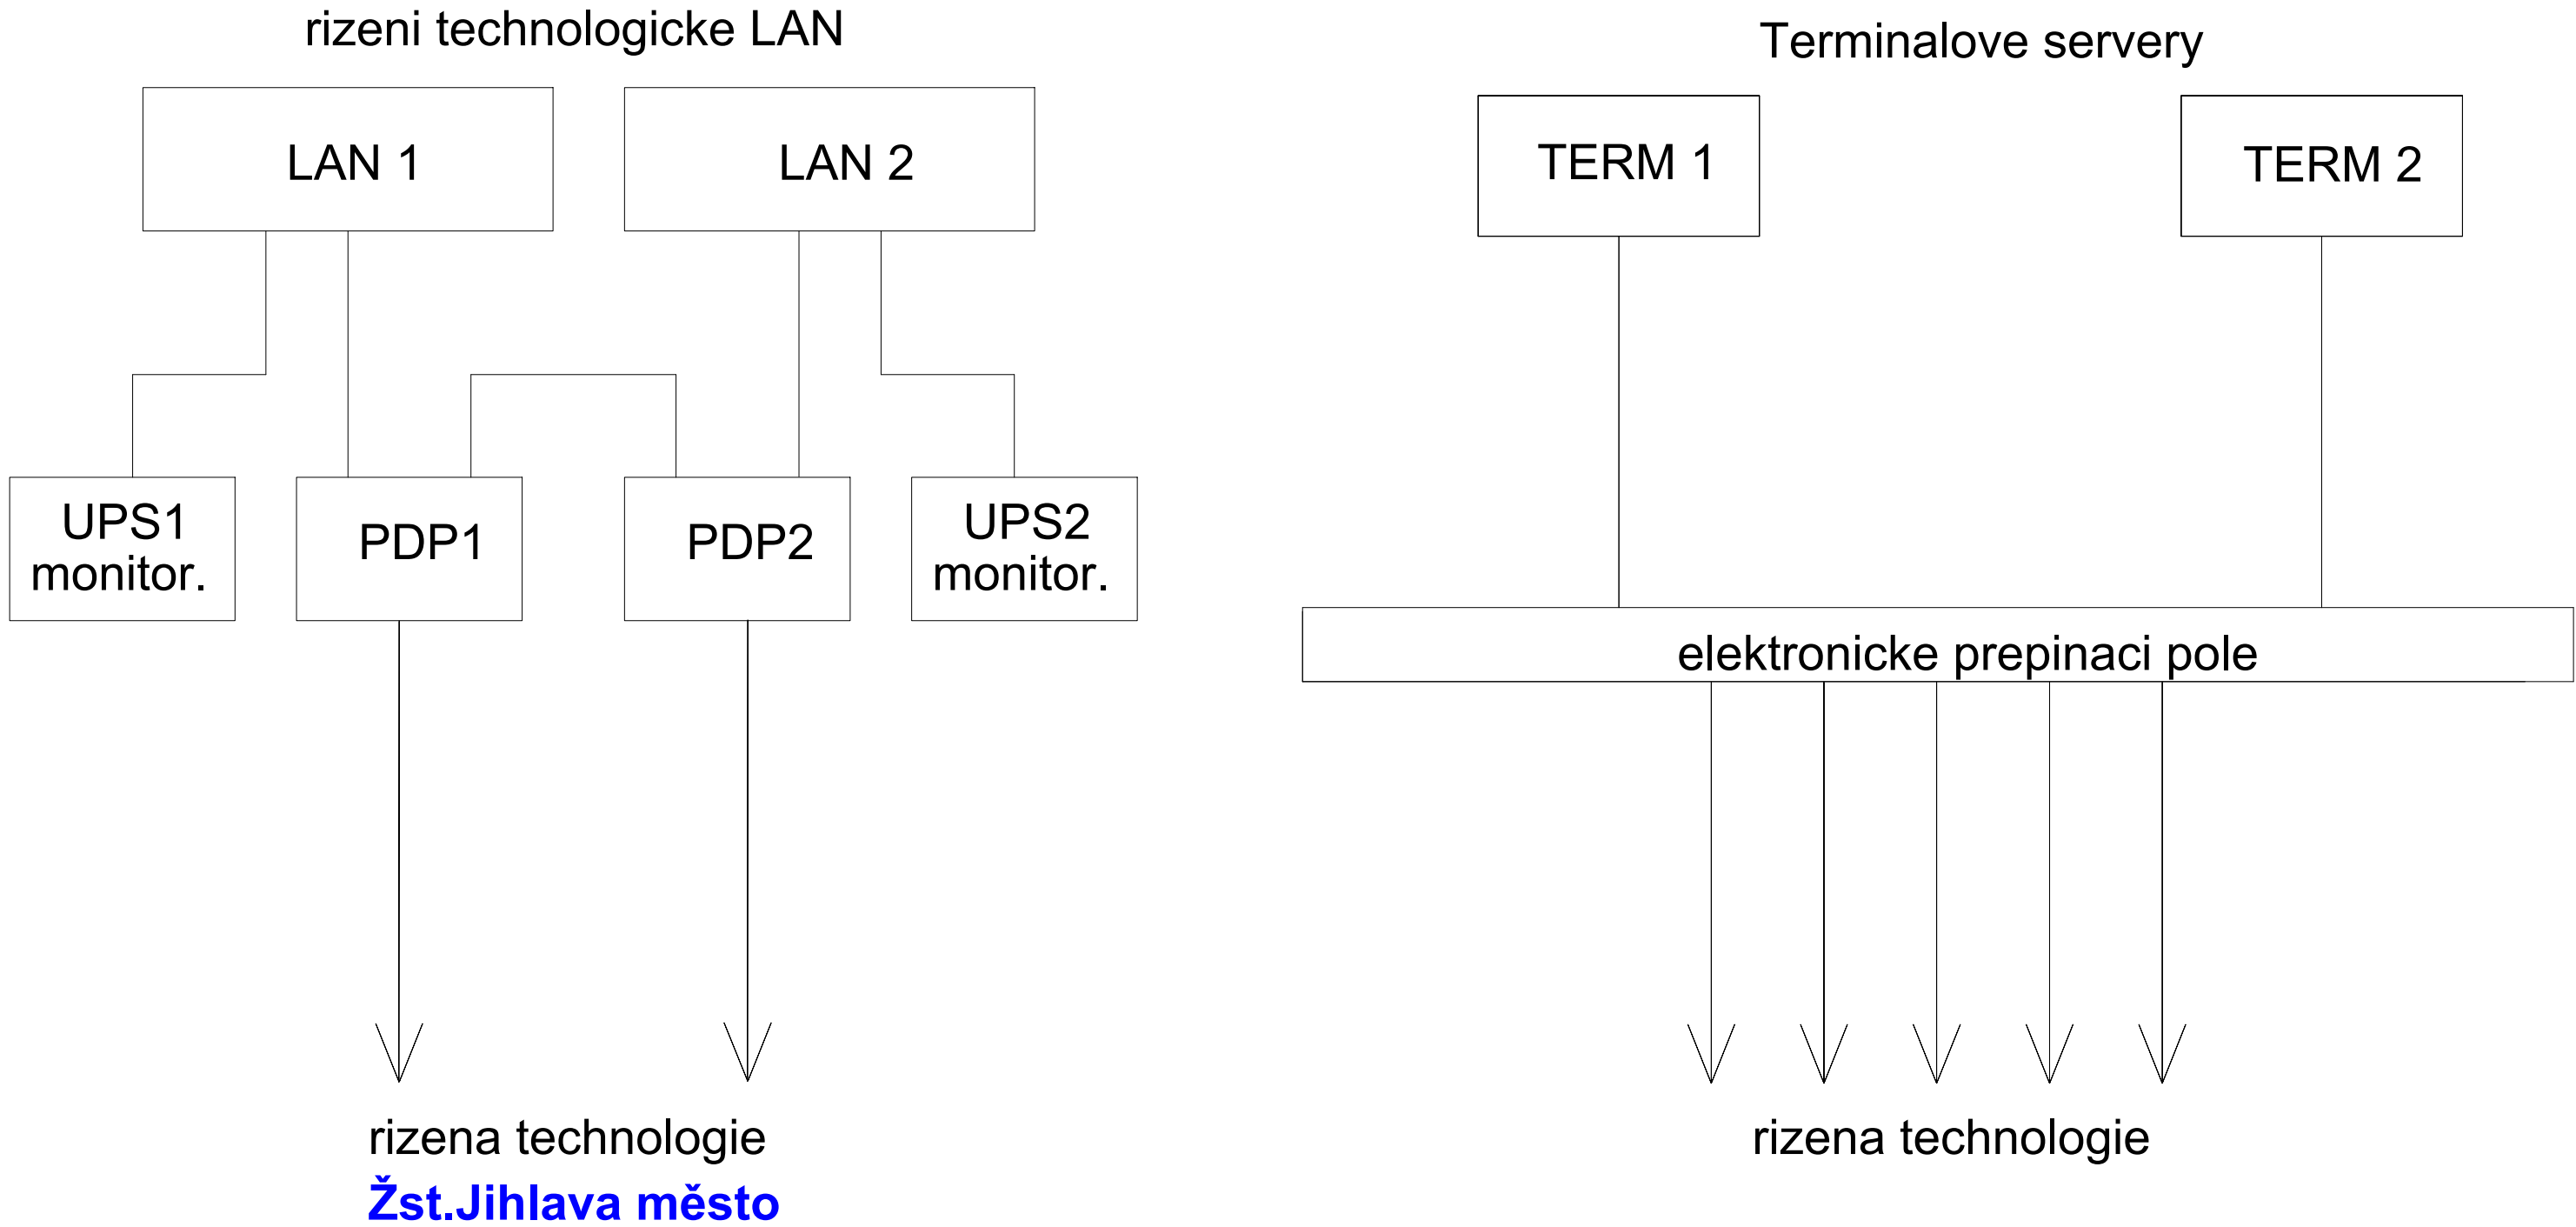 rizeni technologicke LAN
LAN 1
LAN 2
UPS1
monitor.
PDP1
PDP2
UPS2
monitor.
rizena technologie
Žst.Jihlava město
Terminalove servery
TERM 1
TERM 2
elektronicke prepinaci pole
rizena technologie